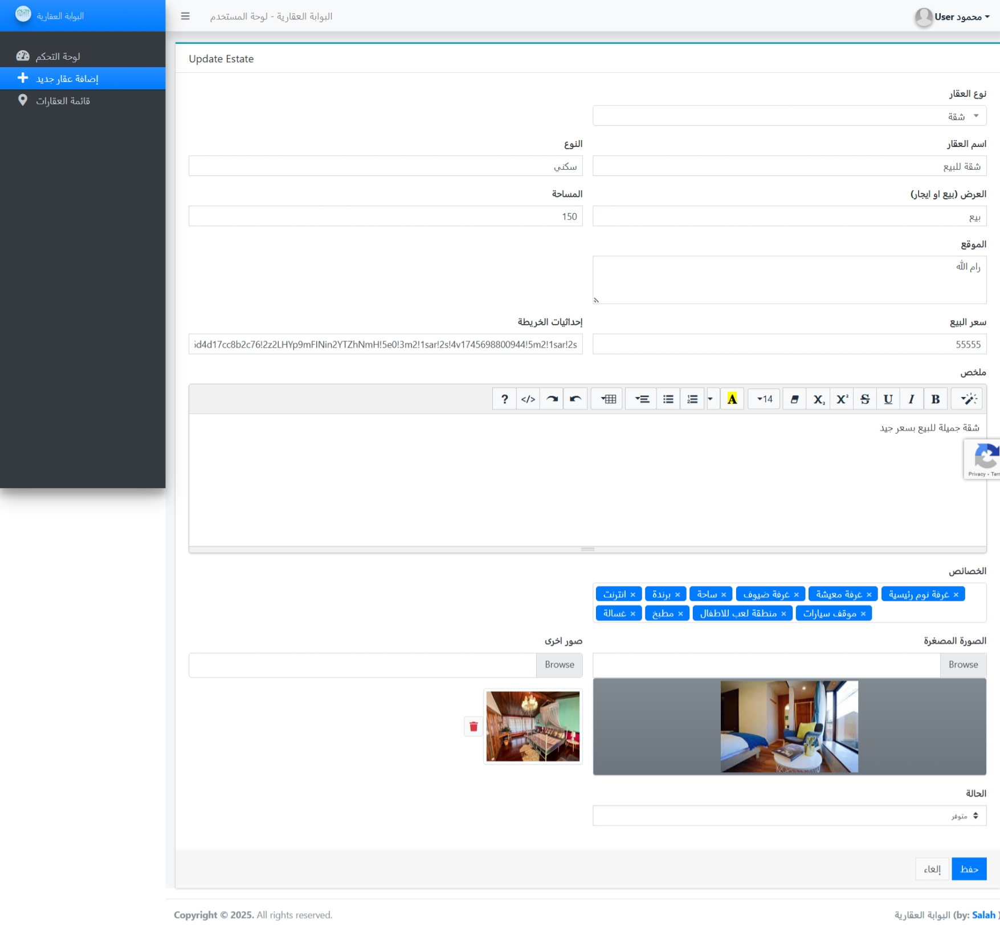 البوابة العقارية
البوابة العقارية - لوحة المستخدم
محمود User
لوحة التحكم
إضافة عقار جديد
قائمة العقارات
Update Estate
نوع العقار
شقة
اسم العقار
النوع
شقة للبيع
سكني
العرض (بيع او ايجار)
المساحة
بيع
150
الموقع
رام الله
سعر البيع
إحداثيات الخريطة
55555
5d4d17cc8b2c76!2z2LHYp9mFINin2YTZhNmH!5e0!3m2!1sar!2s!4v1745698800944!5m2!1sar!2s
ملخص
B I U S X² X₂ 14 A </> ?
شقة جميلة للبيع بسعر جيد
Privacy - Ter
الخصائص
× غرفة نوم رئيسية × غرفة معيشة × غرفة ضيوف × ساحة × برندة × انترنت
× موقف سيارات × منطقة لعب للاطفال × مطبخ × غسالة
الصورة المصغرة
صور اخرى
Browse
Browse
الحالة
متوفر
حفظ
إلغاء
Copyright © 2025. All rights reserved.
البوابة العقارية (by: Salah )